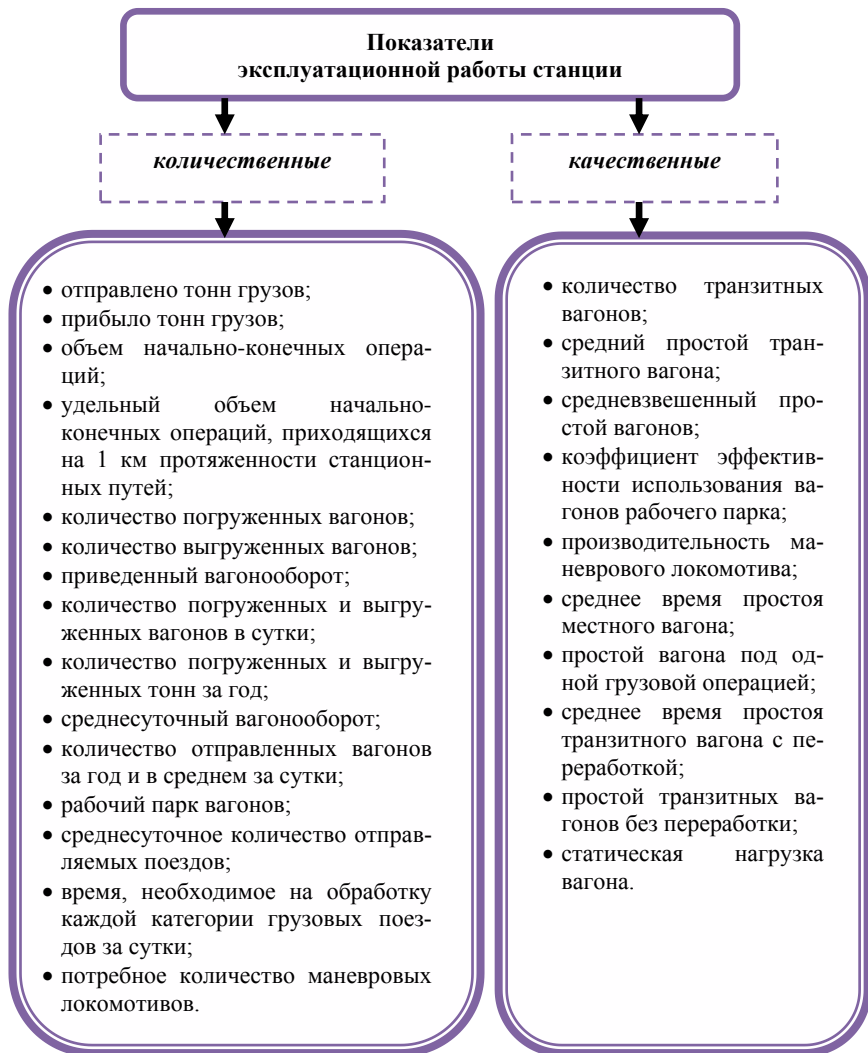 Показатели
эксплуатационной работы станции
количественные
качественные
• отправлено тонн грузов;
• прибыло тонн грузов;
• объем начально-конечных опера-
ций;
• удельный объем начально-
конечных операций, приходящихся
на 1 км протяженности станцион-
ных путей;
• количество погруженных вагонов;
• количество выгруженных вагонов;
• приведенный вагонооборот;
• количество погруженных и выгру-
женных вагонов в сутки;
• количество погруженных и выгру-
женных тонн за год;
• среднесуточный вагонооборот;
• количество отправленных вагонов
за год и в среднем за сутки;
• рабочий парк вагонов;
• среднесуточное количество отправ-
ляемых поездов;
• время, необходимое на обработку
каждой категории грузовых поез-
дов за сутки;
• потребное количество маневровых
локомотивов.
• количество транзитных
вагонов;
• средний простой тран-
зитного вагона;
• средневзвешенный про-
стой вагонов;
• коэффициент эффектив-
ности использования ва-
гонов рабочего парка;
• производительность ма-
неврового локомотива;
• среднее время простоя
местного вагона;
• простой вагона под од-
ной грузовой операцией;
• среднее время простоя
транзитного вагона с пе-
реработкой;
• простой транзитных ва-
гонов без переработки;
• статическая нагрузка
вагона.